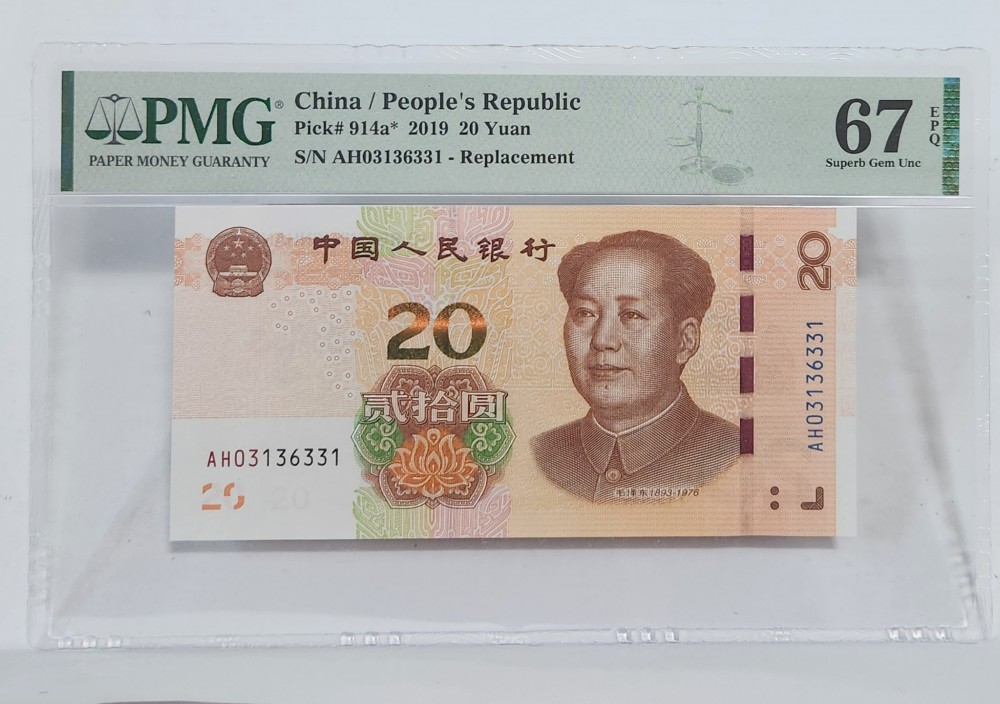 PMG®
PAPER MONEY GUARANTY
China / People's Republic
Pick# 914a* 2019 20 Yuan
S/N AH03136331 - Replacement
67
EPQ
Superb Gem Unc
中国人民银行
20
20
贰拾圆
AH03136331
AH03136331
20
毛泽东 1893-1976